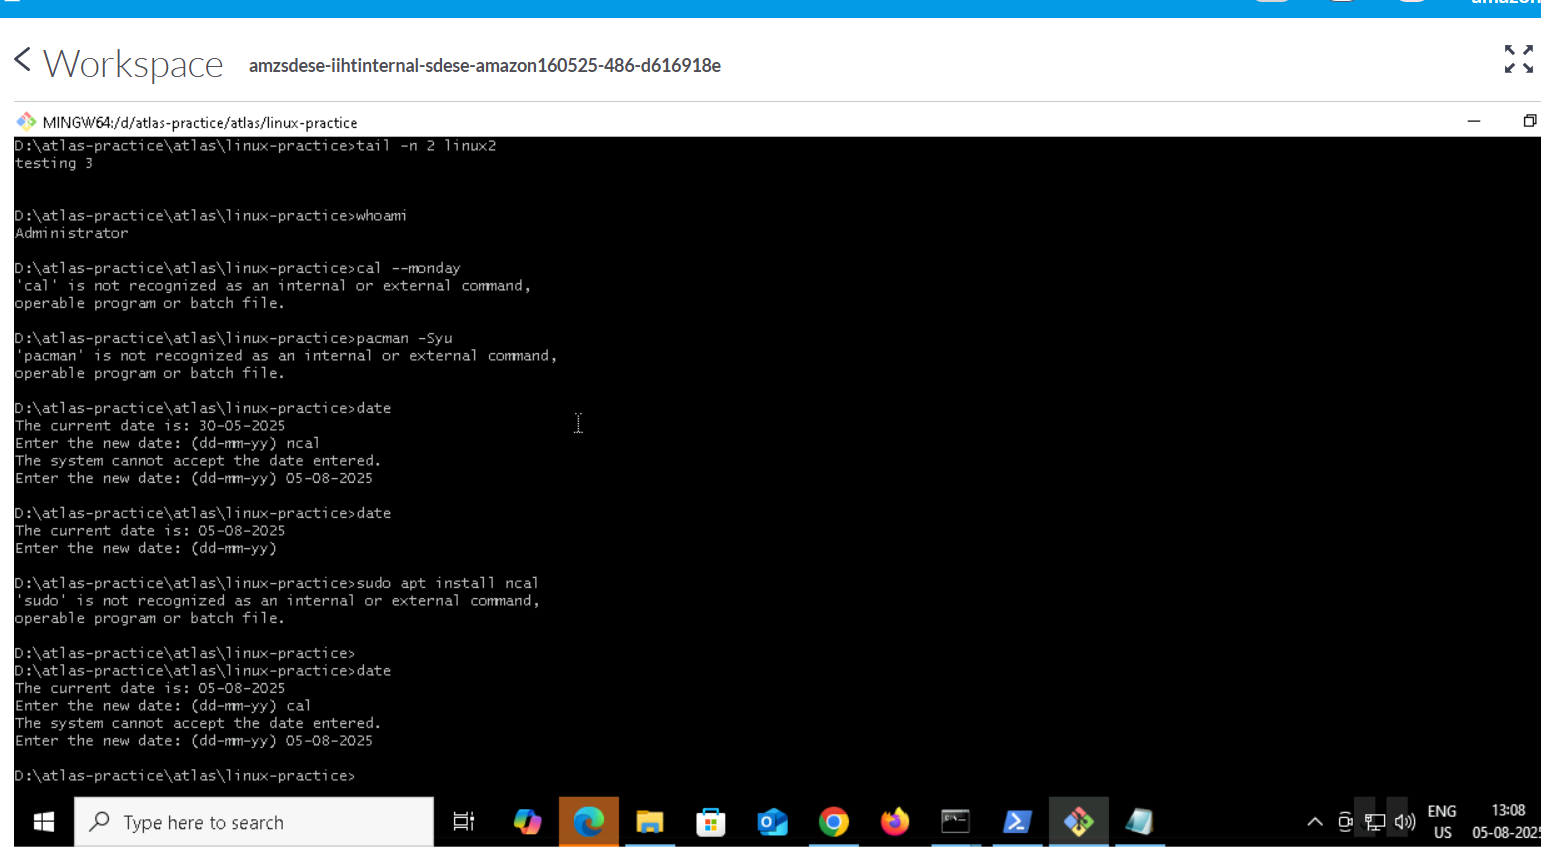 amazon
Workspace amzsdese-iihtinternal-sdese-amazon160525-486-d616918e
MINGW64:/d/atlas-practice/atlas/linux-practice
D:\atlas-practice\atlas\linux-practice>tail -n 2 linux2
testing 3
D:\atlas-practice\atlas\linux-practice>whoami
Administrator
D:\atlas-practice\atlas\linux-practice>cal --monday
'cal' is not recognized as an internal or external command,
operable program or batch file.
D:\atlas-practice\atlas\linux-practice>pacman -Syu
'pacman' is not recognized as an internal or external command,
operable program or batch file.
D:\atlas-practice\atlas\linux-practice>date
The current date is: 30-05-2025
Enter the new date: (dd-mm-yy) ncal
The system cannot accept the date entered.
Enter the new date: (dd-mm-yy) 05-08-2025
D:\atlas-practice\atlas\linux-practice>date
The current date is: 05-08-2025
Enter the new date: (dd-mm-yy)
D:\atlas-practice\atlas\linux-practice>sudo apt install ncal
'sudo' is not recognized as an internal or external command,
operable program or batch file.
D:\atlas-practice\atlas\linux-practice>
D:\atlas-practice\atlas\linux-practice>date
The current date is: 05-08-2025
Enter the new date: (dd-mm-yy) cal
The system cannot accept the date entered.
Enter the new date: (dd-mm-yy) 05-08-2025
D:\atlas-practice\atlas\linux-practice>
Type here to search
ENG 13:08
US 05-08-202